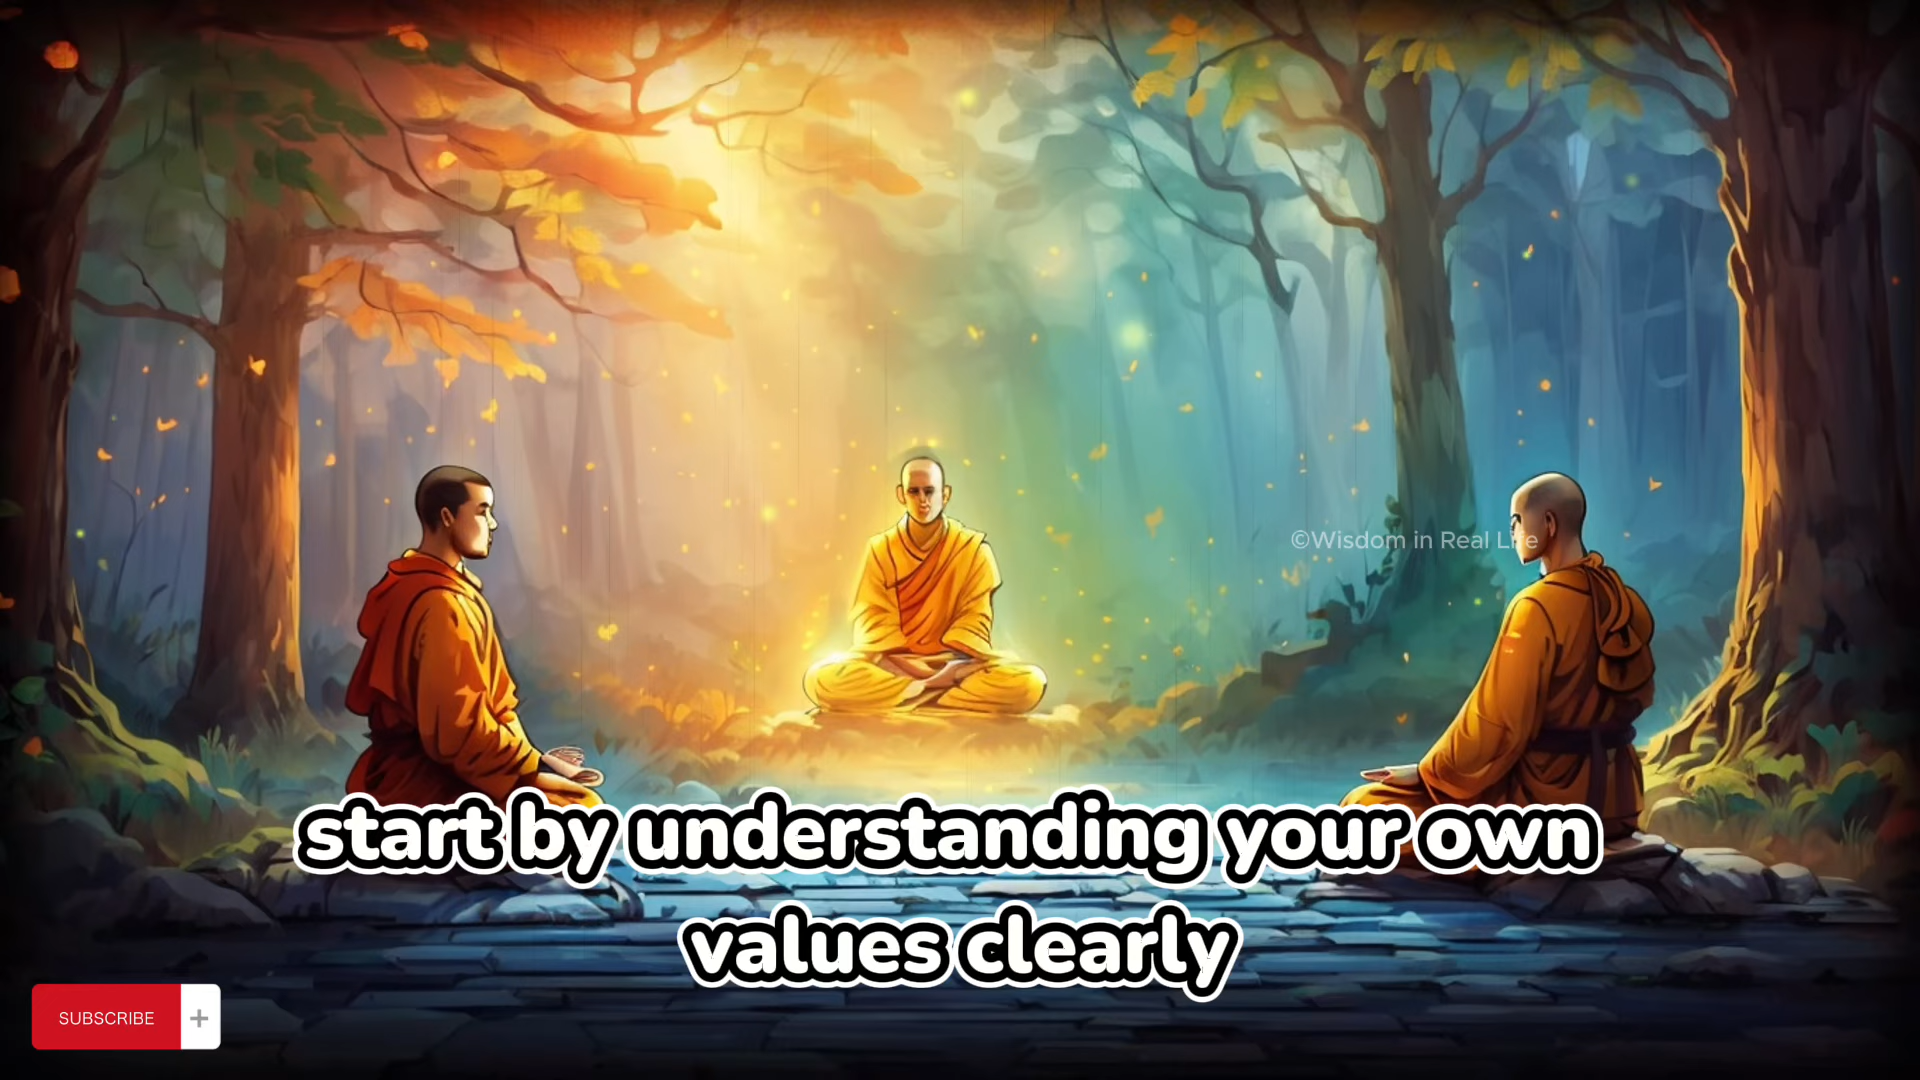 ©Wisdom in Real Life
start by understanding your own
values clearly
SUBSCRIBE +